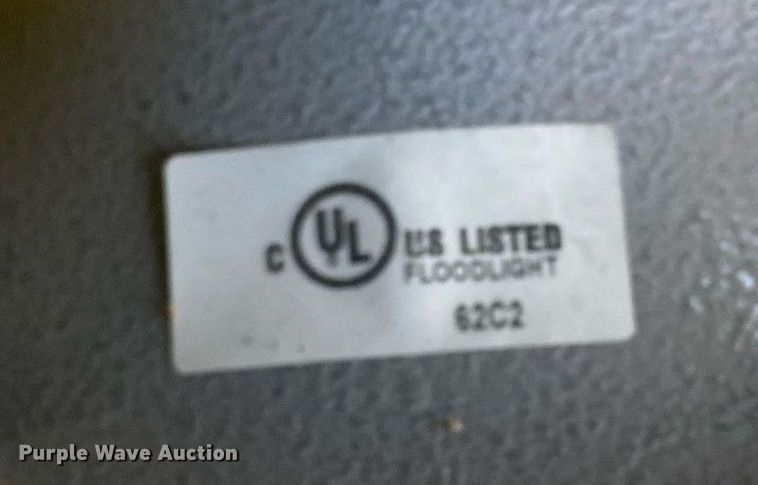 C UL US LISTED
FLOODLIGHT
62C2
Purple Wave Auction